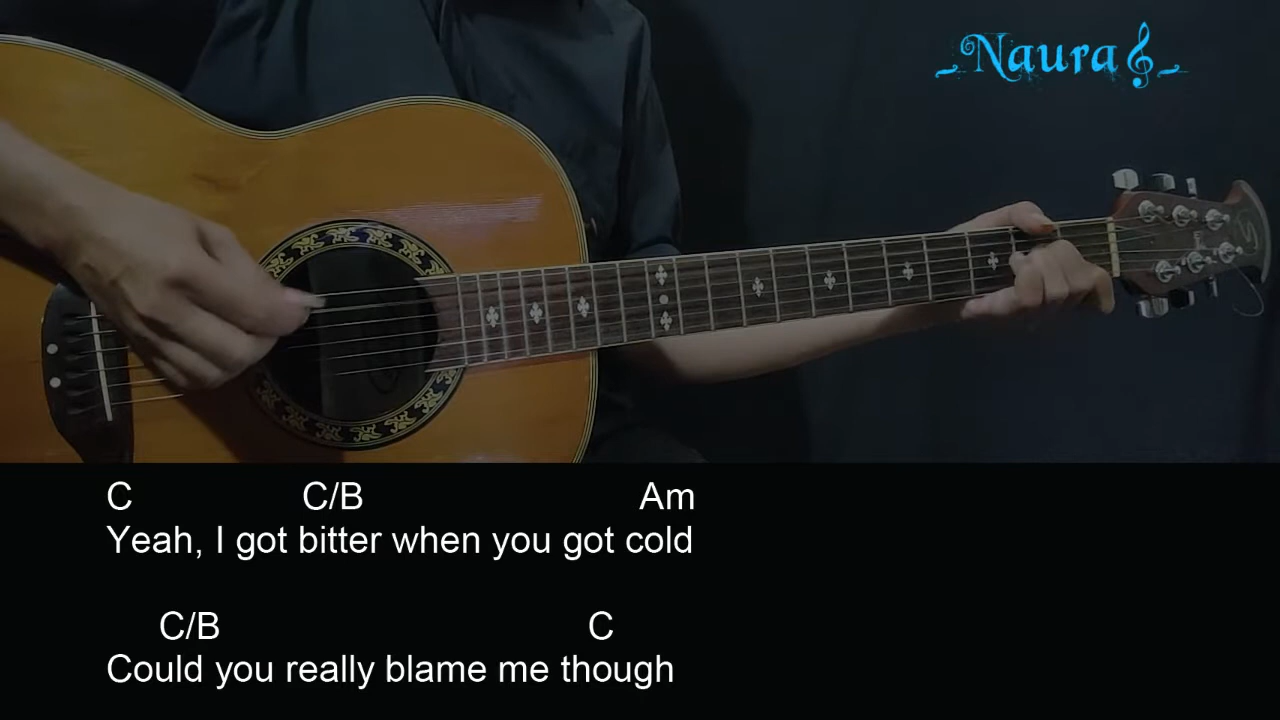 Naura
C C/B Am
Yeah, I got bitter when you got cold
C/B C
Could you really blame me though